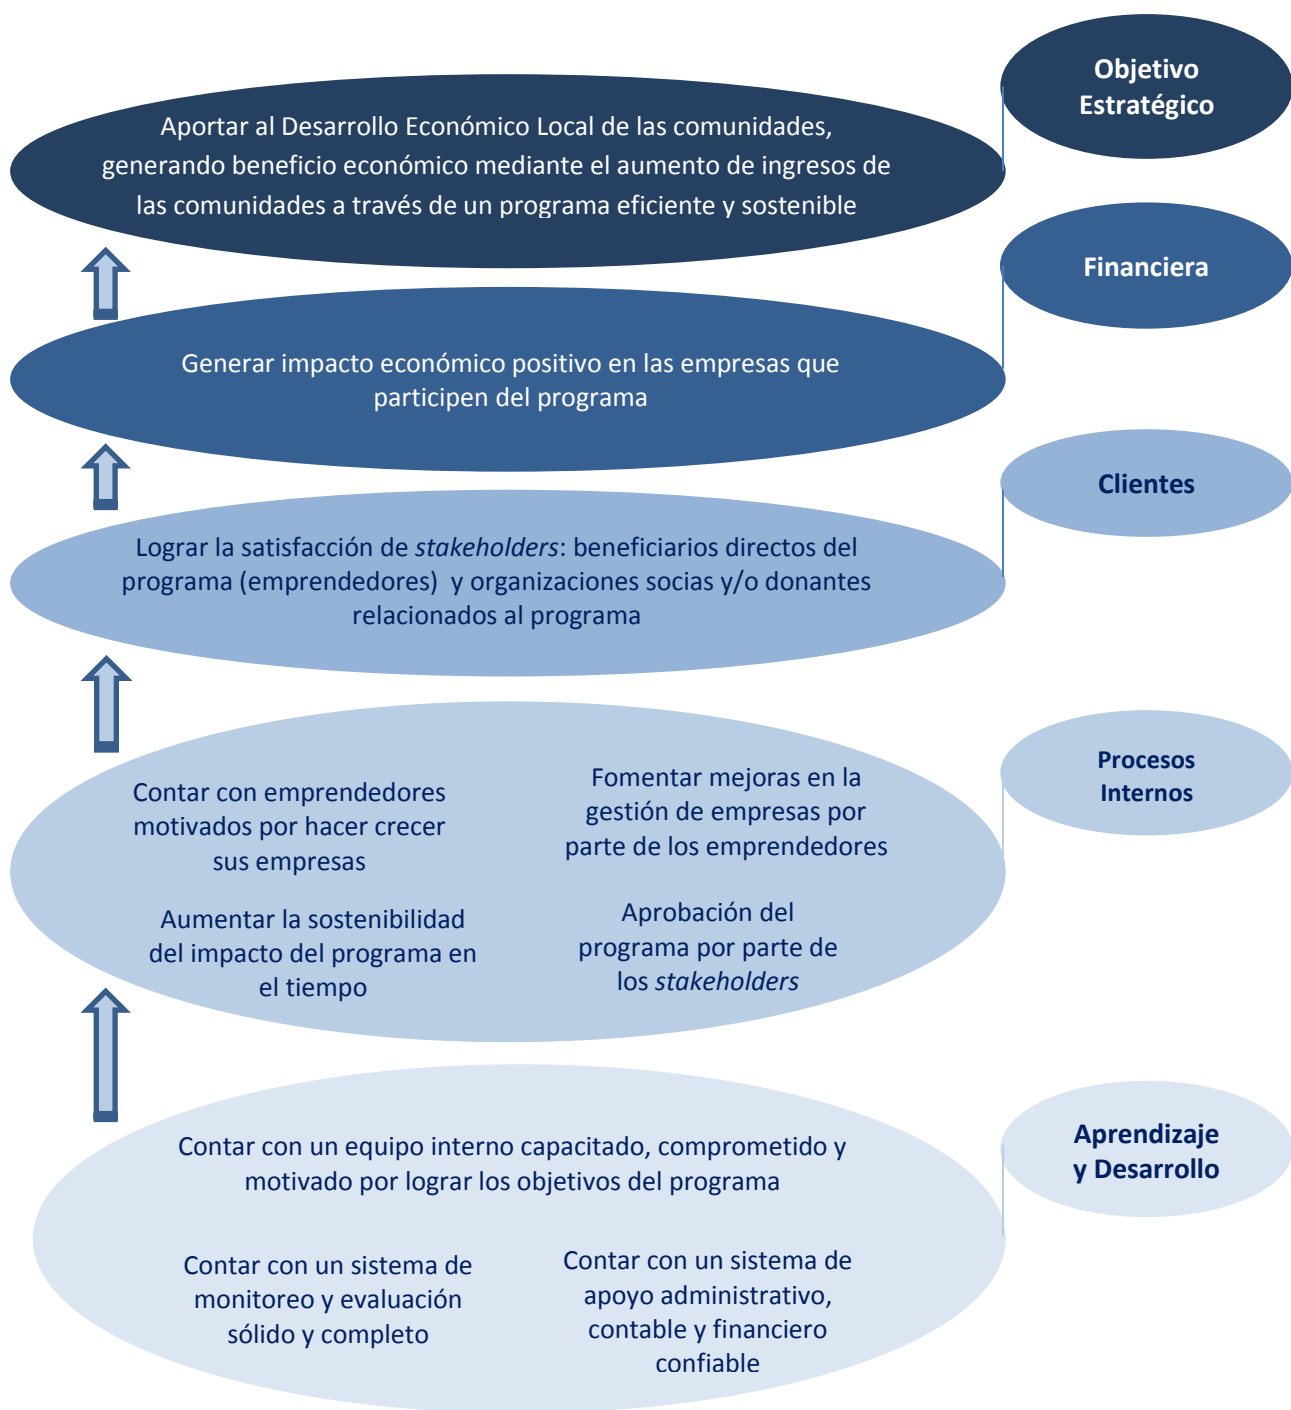 Objetivo
Estratégico
Aportar al Desarrollo Económico Local de las comunidades,
generando beneficio económico mediante el aumento de ingresos de
las comunidades a través de un programa eficiente y sostenible
Financiera
Generar impacto económico positivo en las empresas que
participen del programa
Clientes
Lograr la satisfacción de stakeholders: beneficiarios directos del
programa (emprendedores) y organizaciones socias y/o donantes
relacionados al programa
Procesos
Internos
Contar con emprendedores
motivados por hacer crecer
sus empresas
Fomentar mejoras en la
gestión de empresas por
parte de los emprendedores
Aumentar la sostenibilidad
del impacto del programa en
el tiempo
Aprobación del
programa por parte de
los stakeholders
Aprendizaje
y Desarrollo
Contar con un equipo interno capacitado, comprometido y
motivado por lograr los objetivos del programa
Contar con un sistema de
monitoreo y evaluación
sólido y completo
Contar con un sistema de
apoyo administrativo,
contable y financiero
confiable